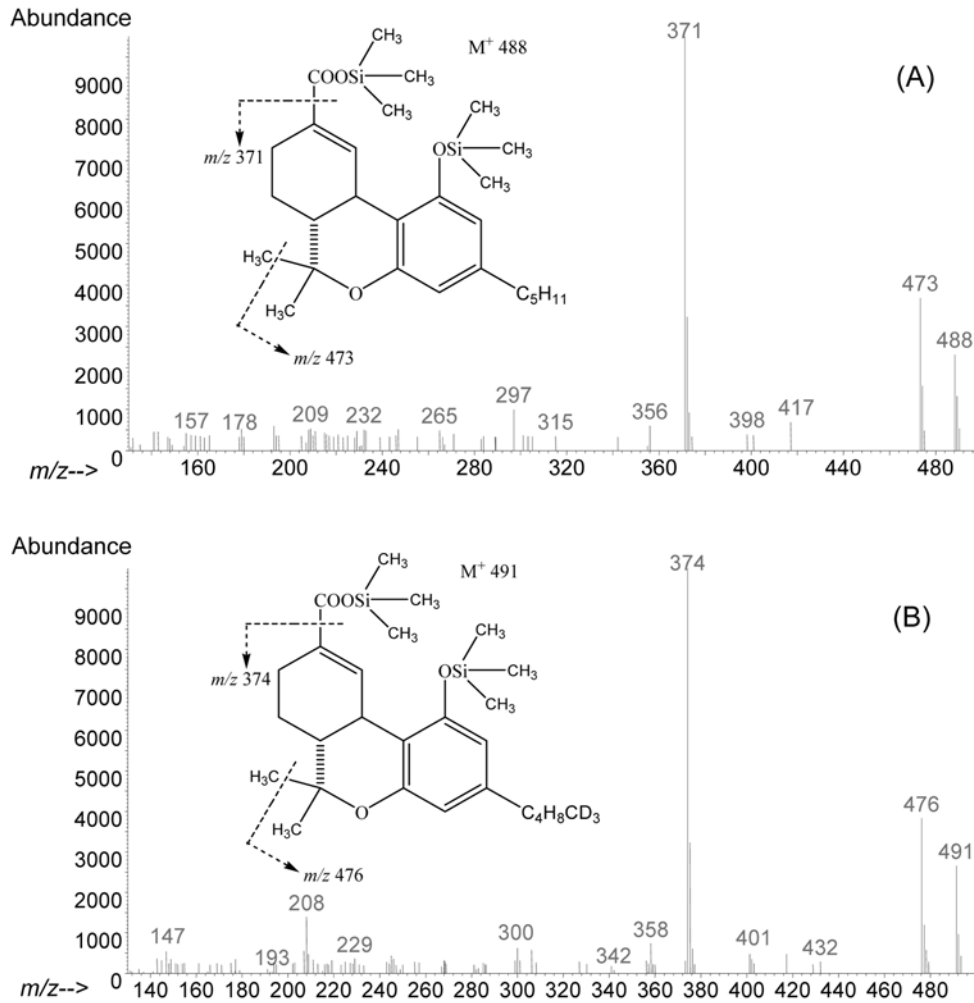 Abundance
M+ 488
(A)
371
9000
8000
7000
6000
5000
4000
3000
2000
1000
0
CH3
COOSi
CH3
CH3
m/z 371
CH3
OSi
CH3
CH3
H3C
H3C
O
C5H11
m/z 473
473
488
157
178
209
232
265
297
315
356
398
417
m/z-->
160
200
240
280
320
360
400
440
480
Abundance
M+ 491
(B)
374
9000
8000
7000
6000
5000
4000
3000
2000
1000
0
CH3
COOSi
CH3
CH3
m/z 374
CH3
OSi
CH3
CH3
H3C
H3C
O
C4H8CD3
m/z 476
476
491
147
193
208
229
300
342
358
401
432
m/z-->
140
160
180
200
220
240
260
280
300
320
340
360
380
400
420
440
460
480